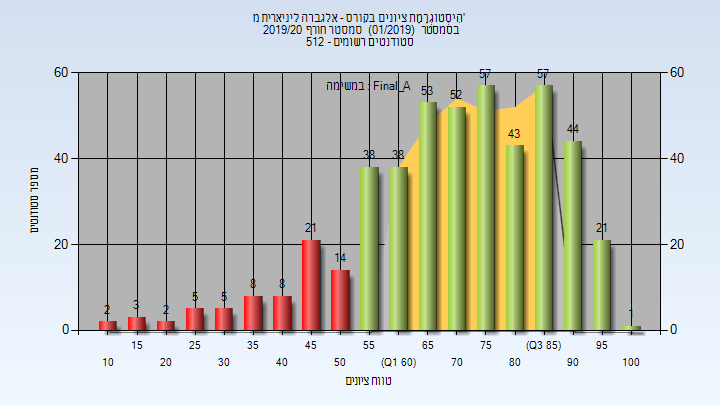 הִיסְטוֹגְרָמַת ציונים בקורס - אלגברה ליניארית מ'
בסמסטר (01/2019) סמסטר חורף 2019/20
סטודנטים רשומים - 512
במשימה : Final_A
60 60
40 40
20 20
0 0
2 3 2 5 5 8 8 21 14 38 38 53 52 57 43 57 44 21 1
15 25 35 45 55 65 75 (Q3 85) 95
10 20 30 40 50 (Q1 60) 70 80 90 100
מספר סטודנטים
טווח ציונים